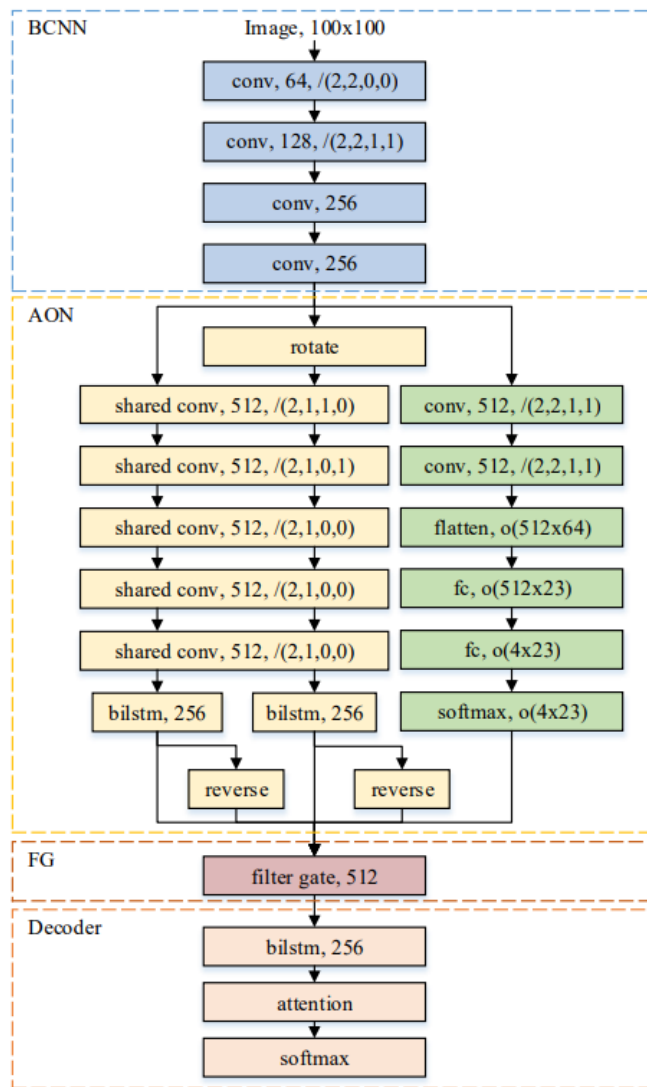 BCNN
Image, 100x100
conv, 64, /(2,2,0,0)
conv, 128, /(2,2,1,1)
conv, 256
conv, 256
AON
rotate
shared conv, 512, /(2,1,1,0)
conv, 512, /(2,2,1,1)
shared conv, 512, /(2,1,0,1)
conv, 512, /(2,2,1,1)
shared conv, 512, /(2,1,0,0)
flatten, o(512x64)
shared conv, 512, /(2,1,0,0)
fc, o(512x23)
shared conv, 512, /(2,1,0,0)
fc, o(4x23)
bilstm, 256
bilstm, 256
softmax, o(4x23)
reverse
reverse
FG
filter gate, 512
Decoder
bilstm, 256
attention
softmax